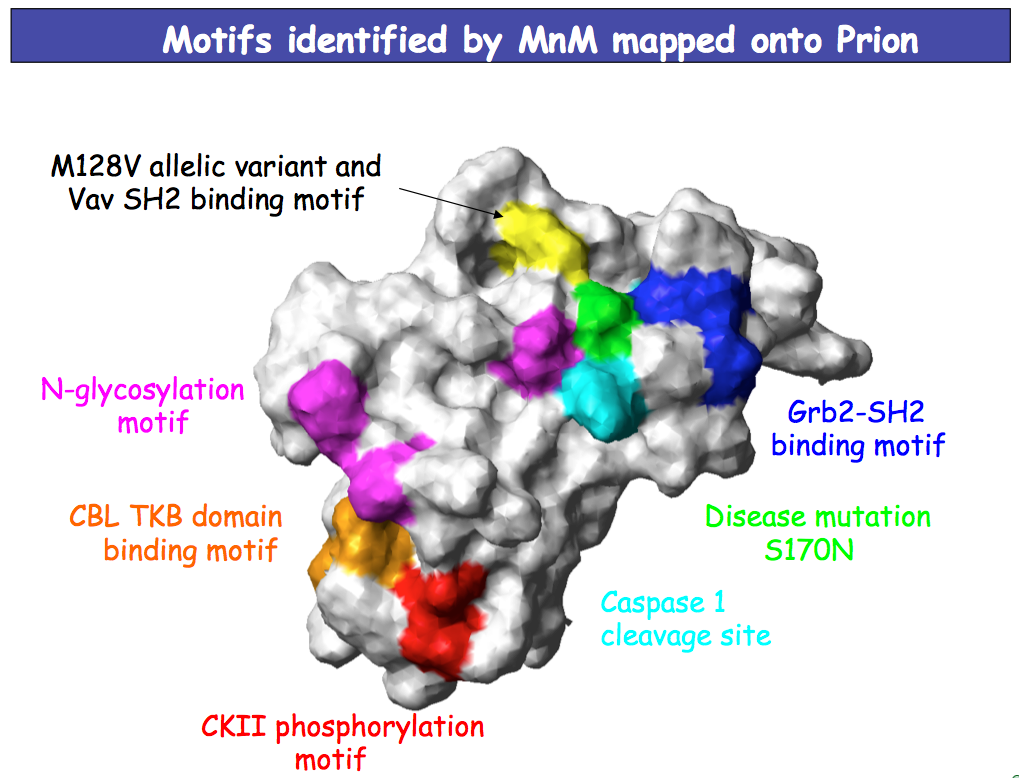 Motifs identified by MnM mapped onto Prion
M128V allelic variant and
Vav SH2 binding motif
N-glycosylation
motif
Grb2-SH2
binding motif
CBL TKB domain
binding motif
Disease mutation
S170N
Caspase 1
cleavage site
CKII phosphorylation
motif